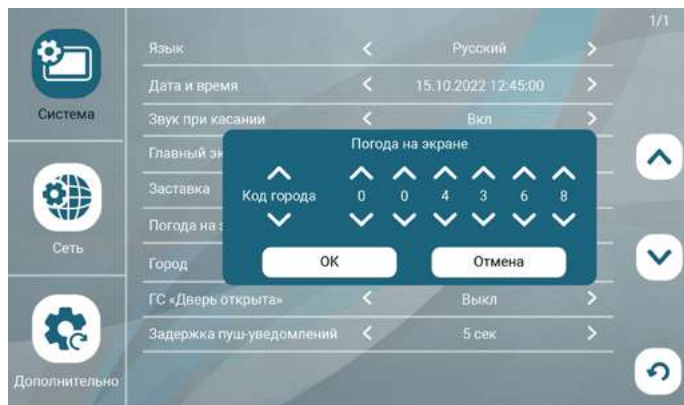 1/1
Язык
Русский
Дата и время
15.10.2022 12:45:00
Система
Звук при касании
Вкл
Погода на экране
Главный
Заставка
Код города
0 0 4 3 6 8
Погода на
Сеть
Город
OK
Отмена
ГС «Дверь открыта»
Выкл
Задержка пуш-уведомлений
5 сек
Дополнительно